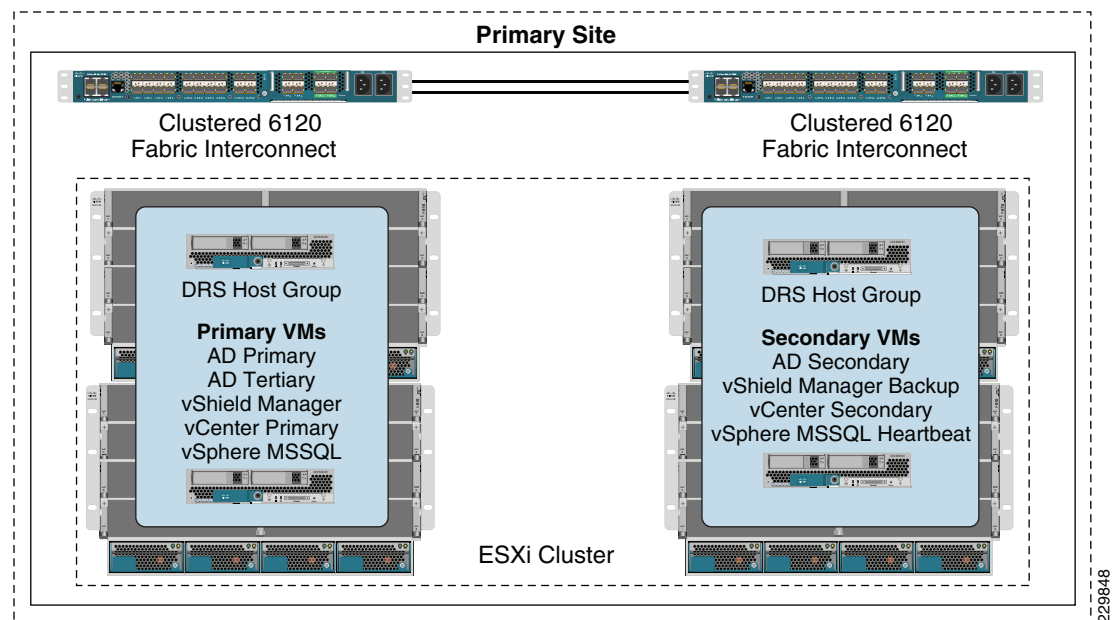 Primary Site
Clustered 6120
Fabric Interconnect
Clustered 6120
Fabric Interconnect
DRS Host Group
Primary VMs
AD Primary
AD Tertiary
vShield Manager
vCenter Primary
vSphere MSSQL
DRS Host Group
Secondary VMs
AD Secondary
vShield Manager Backup
vCenter Secondary
vSphere MSSQL Heartbeat
ESXi Cluster
229848